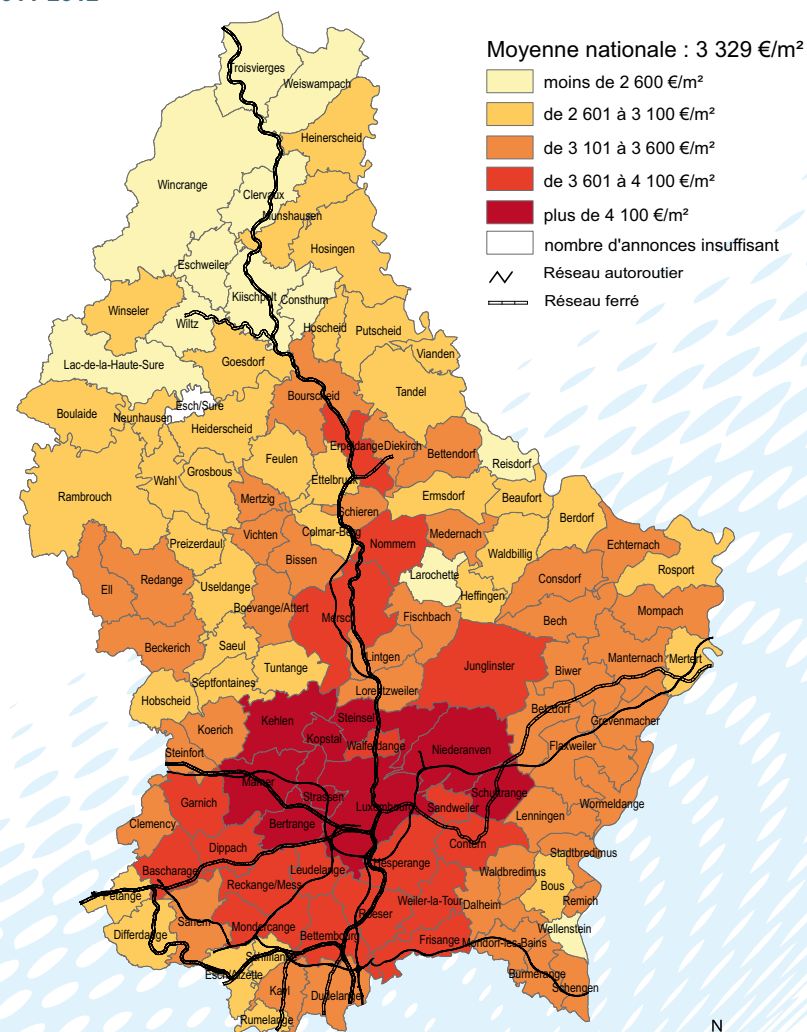 Moyenne nationale : 3 329 €/m²
moins de 2 600 €/m²
de 2 601 à 3 100 €/m²
de 3 101 à 3 600 €/m²
de 3 601 à 4 100 €/m²
plus de 4 100 €/m²
nombre d'annonces insuffisant
Réseau autoroutier
Réseau ferré
Troisvierges
Weiswampach
Heinerscheid
Wincrange
Clervaux
Munshausen
Hosingen
Eschweiler
Kiischpelt
Consthum
Winseler
Wiltz
Hoscheid
Putscheid
Vianden
Lac-de-la-Haute-Sure
Goesdorf
Tandel
Bourscheid
Esch/Sure
Boulaide
Neunhausen
Heiderscheid
Erpeldange
Diekirch
Bettendorf
Reisdorf
Feulen
Grosbous
Wahl
Ettelbruck
Rambrouch
Mertzig
Schieren
Ermsdorf
Beaufort
Berdorf
Vichten
Colmar-Berg
Nommern
Medernach
Echternach
Preizerdaul
Bissen
Waldbillig
Rosport
Ell
Redange
Useldange
Larochette
Consdorf
Heffingen
Boevange/Attert
Mersch
Fischbach
Mompach
Bech
Beckerich
Saeul
Lintgen
Junglinster
Manternach
Mertert
Tuntange
Biwer
Septfontaines
Lorentzweiler
Hobscheid
Betzdorf
Kehlen
Steinsel
Grevenmacher
Koerich
Kopstal
Walferdange
Niederanven
Flaxweiler
Steinfort
Mamer
Strassen
Schuttrange
Garnich
Luxembourg
Sandweiler
Wormeldange
Clemency
Bertrange
Lenningen
Dippach
Contern
Stadtbredimus
Bascharage
Leudelange
Hesperange
Waldbredimus
Reckange/Mess
Bous
Pétange
Weiler-la-Tour
Dalheim
Remich
Roeser
Sanem
Mondercange
Wellenstein
Differdange
Bettembourg
Frisange
Mondorf-les-Bains
Schifflange
Esch/Alzette
Burmerange
Kayl
Dudelange
Schengen
Rumelange
N